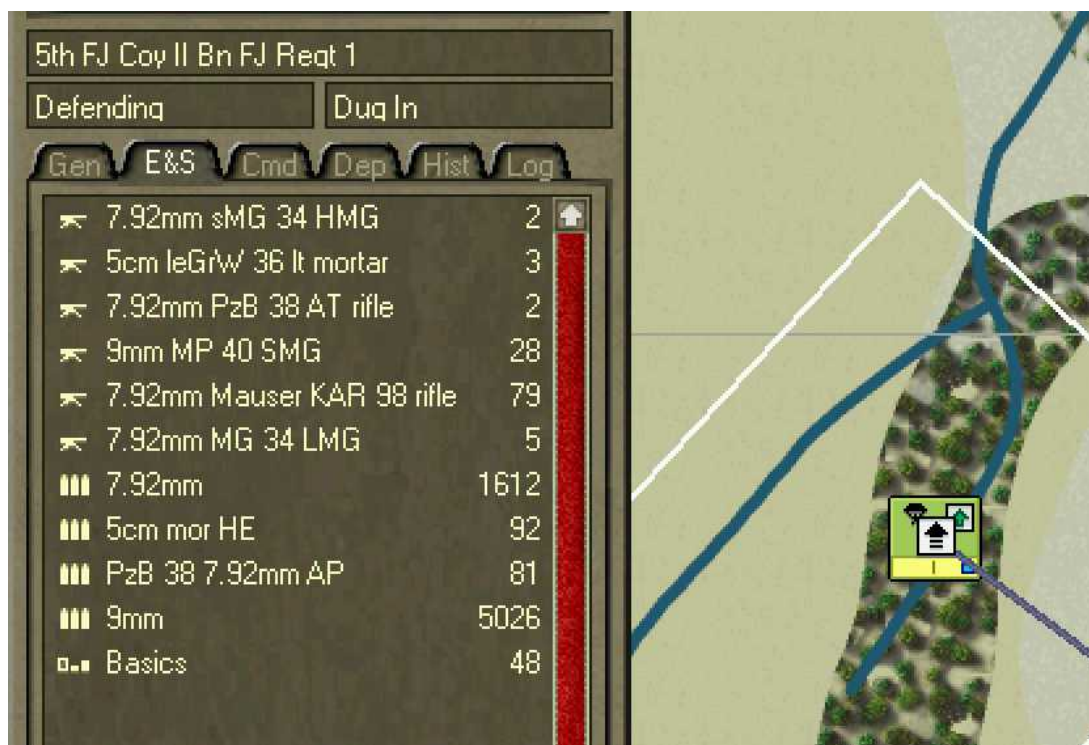 5th FJ Coy II Bn FJ Reqt 1
Defending Dug In
Gen E&S Cmd Dep Hist Log
7.92mm sMG 34 HMG 2
5cm leGrW 36 lt mortar 3
7.92mm PzB 38 AT rifle 2
9mm MP 40 SMG 28
7.92mm Mauser KAR 98 rifle 79
7.92mm MG 34 LMG 5
7.92mm 1612
5cm mor HE 92
PzB 38 7.92mm AP 81
9mm 5026
Basics 48